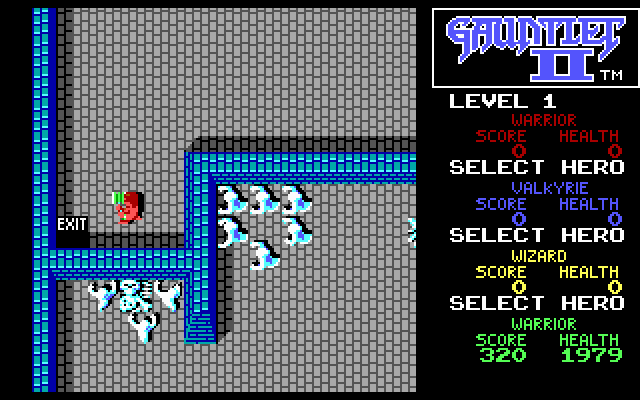 GAUNTLET
II TM
LEVEL 1
WARRIOR
SCORE HEALTH
0 0
SELECT HERO
VALKYRIE
SCORE HEALTH
0 0
SELECT HERO
WIZARD
SCORE HEALTH
0 0
SELECT HERO
WARRIOR
SCORE HEALTH
320 1979
EXIT